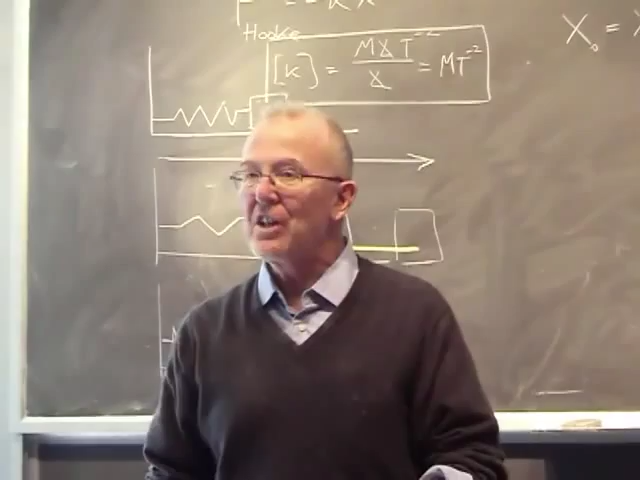 Hooke
[k] = MLT⁻²/L = MT⁻²
X₀ =